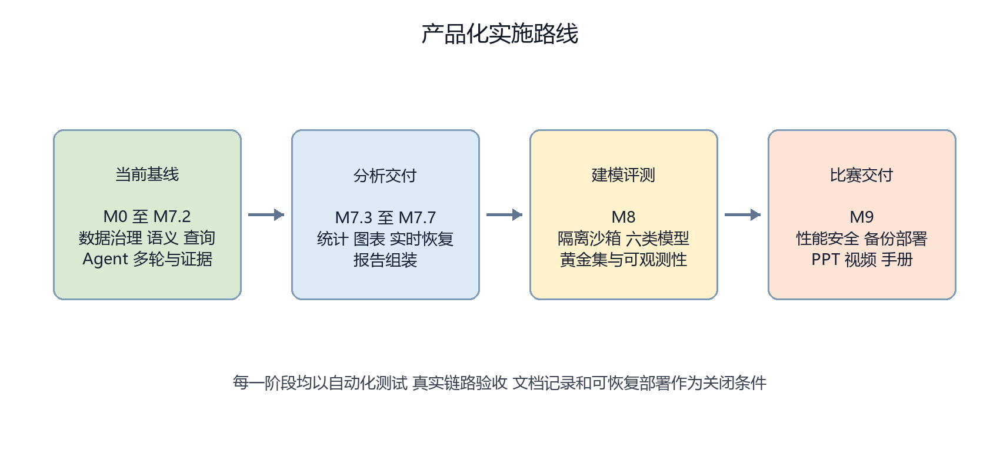 产品化实施路线
当前基线
M0 至 M7.2
数据治理 语义 查询
Agent 多轮与证据
分析交付
M7.3 至 M7.7
统计 图表 实时恢复
报告组装
建模评测
M8
隔离沙箱 六类模型
黄金集与可观测性
比赛交付
M9
性能安全 备份部署
PPT 视频 手册
每一阶段均以自动化测试 真实链路验收 文档记录和可恢复部署作为关闭条件